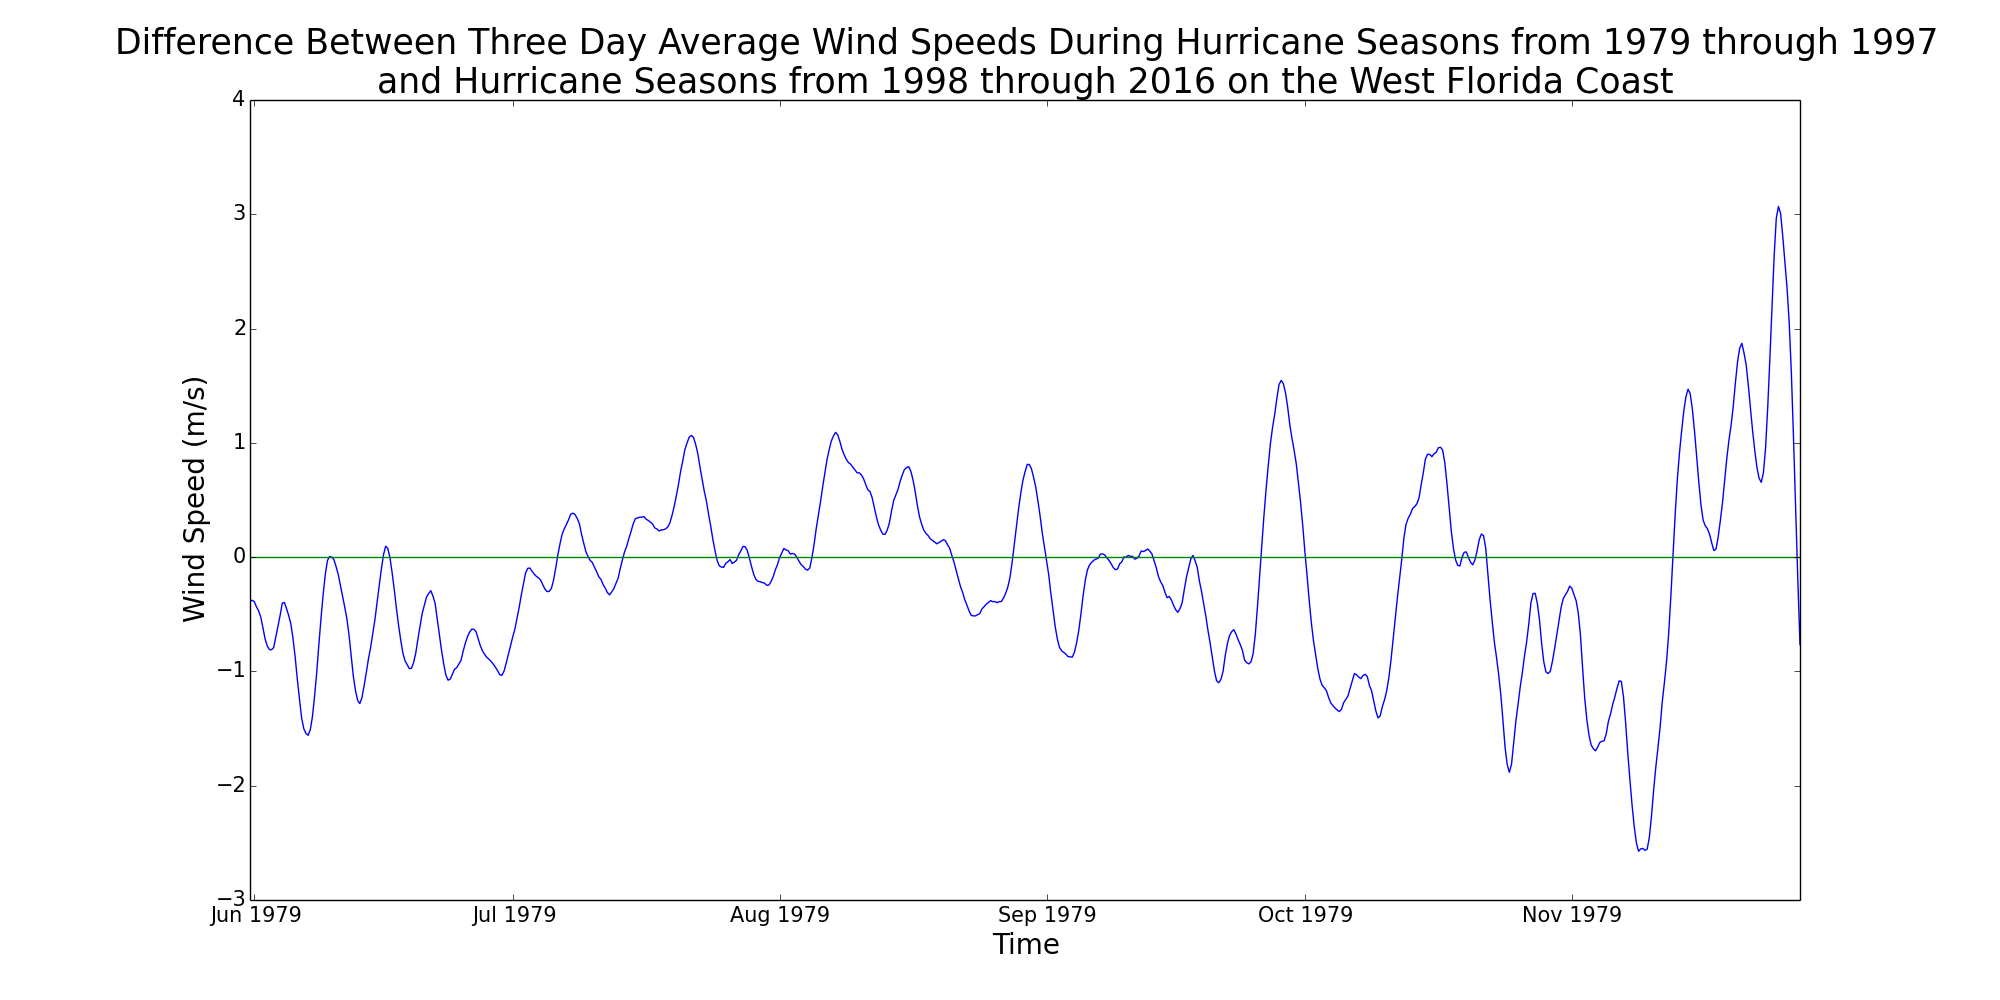 Difference Between Three Day Average Wind Speeds During Hurricane Seasons from 1979 through 1997
and Hurricane Seasons from 1998 through 2016 on the West Florida Coast
4
3
2
1
0
−1
−2
−3
Wind Speed (m/s)
Jun 1979 Jul 1979 Aug 1979 Sep 1979 Oct 1979 Nov 1979
Time